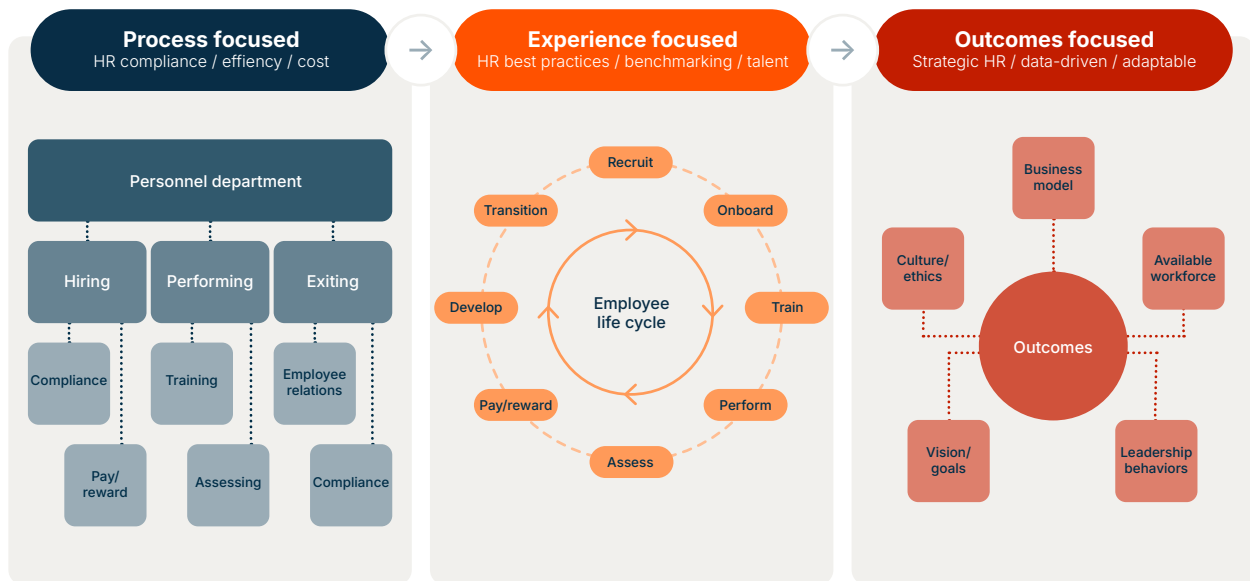 Process focused
HR compliance / effiency / cost
Experience focused
HR best practices / benchmarking / talent
Outcomes focused
Strategic HR / data-driven / adaptable
Personnel department
Hiring
Performing
Exiting
Compliance
Training
Employee
relations
Pay/
reward
Assessing
Compliance
Recruit
Onboard
Train
Perform
Assess
Pay/reward
Develop
Transition
Employee
life cycle
Business
model
Culture/
ethics
Available
workforce
Outcomes
Vision/
goals
Leadership
behaviors